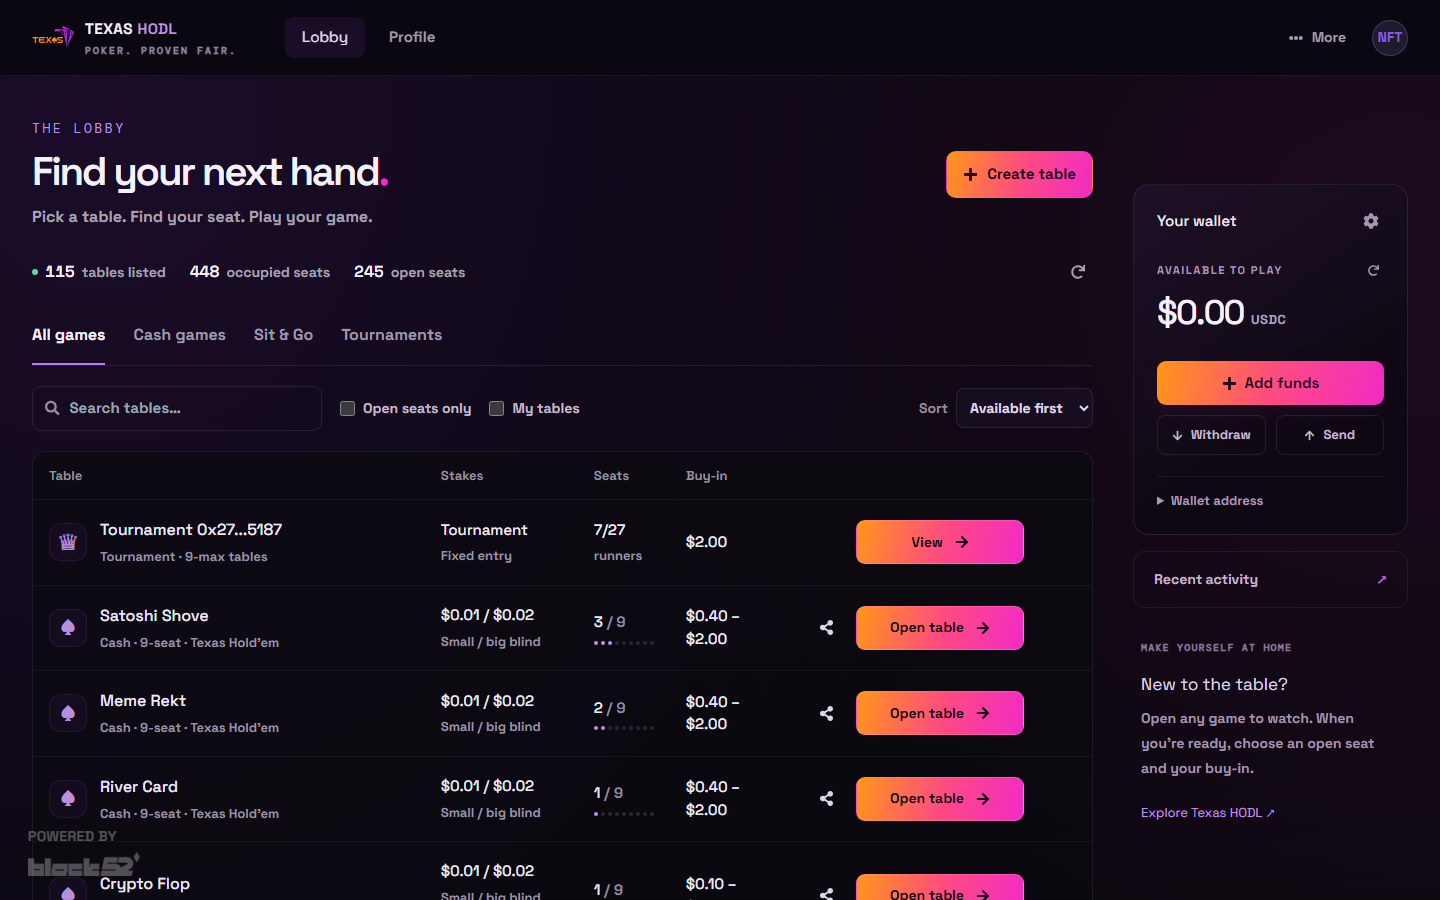 TEXAS
TEXAS HODL
POKER. PROVEN FAIR.
Lobby
Profile
More
NFT
THE LOBBY
Find your next hand.
Create table
Pick a table. Find your seat. Play your game.
115 tables listed
448 occupied seats
245 open seats
All games
Cash games
Sit & Go
Tournaments
Search tables...
Open seats only
My tables
Sort
Available first
Table
Stakes
Seats
Buy-in
Tournament 0x27...5187
Tournament · 9-max tables
Tournament
Fixed entry
7/27
runners
$2.00
View
Satoshi Shove
Cash · 9-seat · Texas Hold'em
$0.01 / $0.02
Small / big blind
3 / 9
$0.40 –
$2.00
Open table
Meme Rekt
Cash · 9-seat · Texas Hold'em
$0.01 / $0.02
Small / big blind
2 / 9
$0.40 –
$2.00
Open table
River Card
Cash · 9-seat · Texas Hold'em
$0.01 / $0.02
Small / big blind
1 / 9
$0.40 –
$2.00
Open table
Crypto Flop
$0.01 / $0.02
Small / big blind
1 / 9
$0.10 –
Open table
POWERED BY
block52
Your wallet
AVAILABLE TO PLAY
$0.00 USDC
Add funds
Withdraw
Send
Wallet address
Recent activity
MAKE YOURSELF AT HOME
New to the table?
Open any game to watch. When
you're ready, choose an open seat
and your buy-in.
Explore Texas HODL